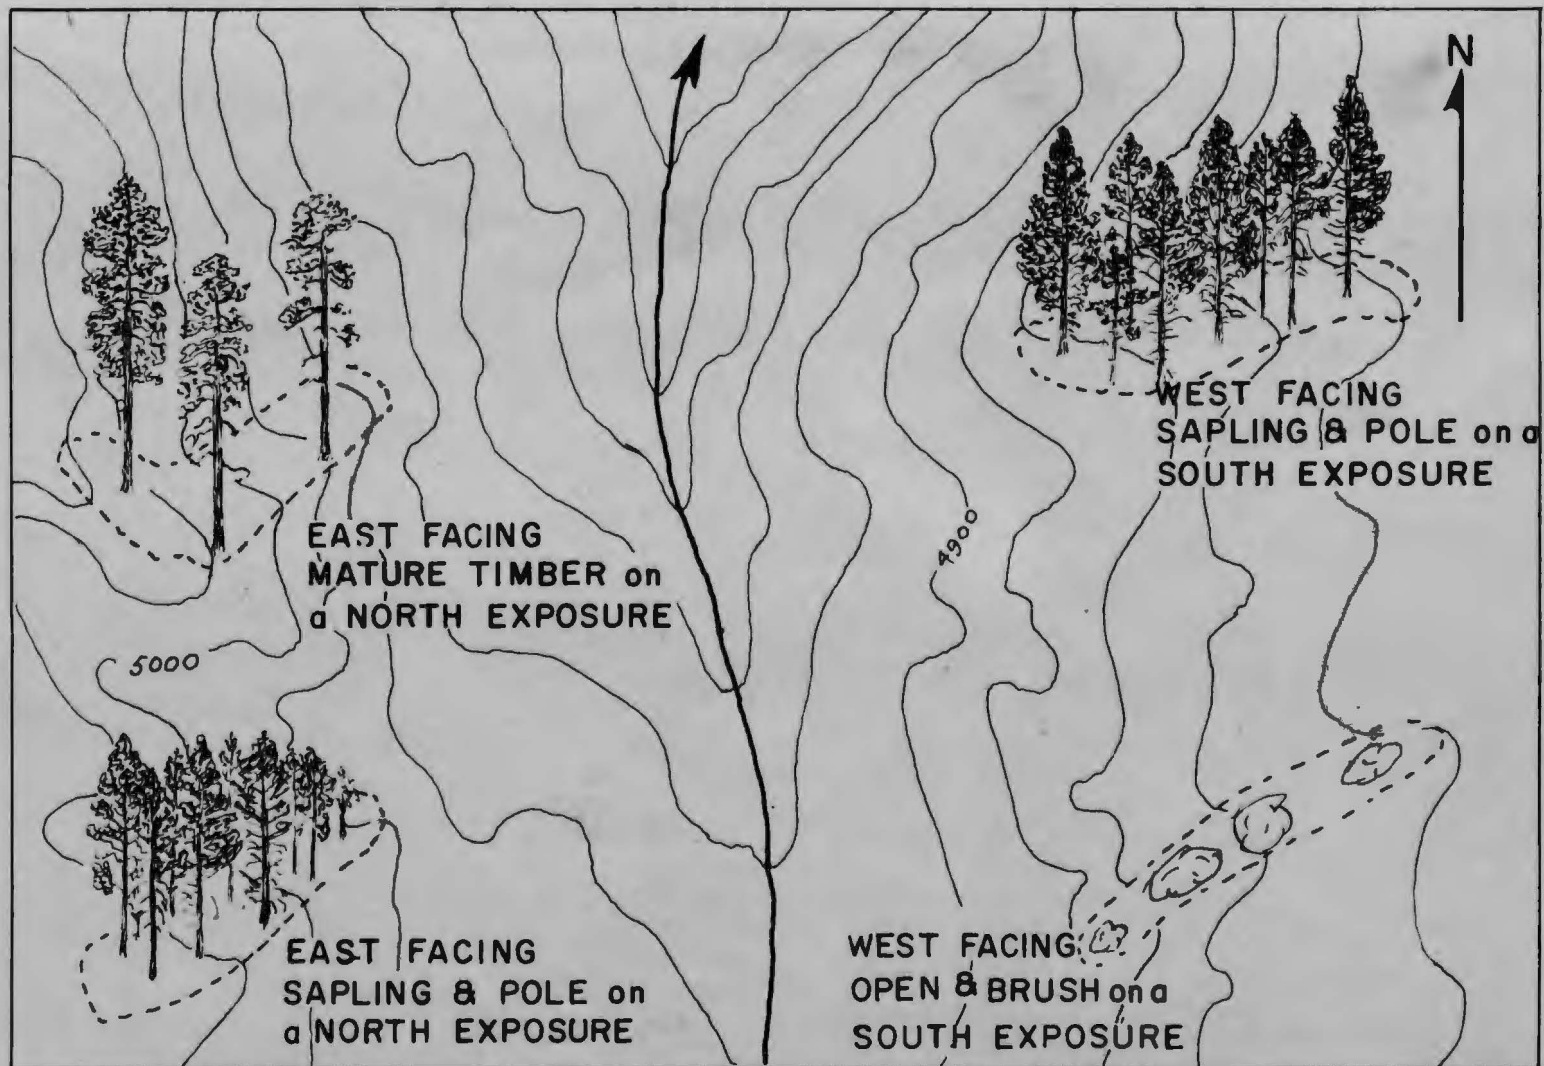 N
WEST FACING
SAPLING & POLE on a
SOUTH EXPOSURE
4900
EAST FACING
MATURE TIMBER on
a NORTH EXPOSURE
5000
EAST FACING
SAPLING & POLE on
a NORTH EXPOSURE
WEST FACING
OPEN & BRUSH on a
SOUTH EXPOSURE